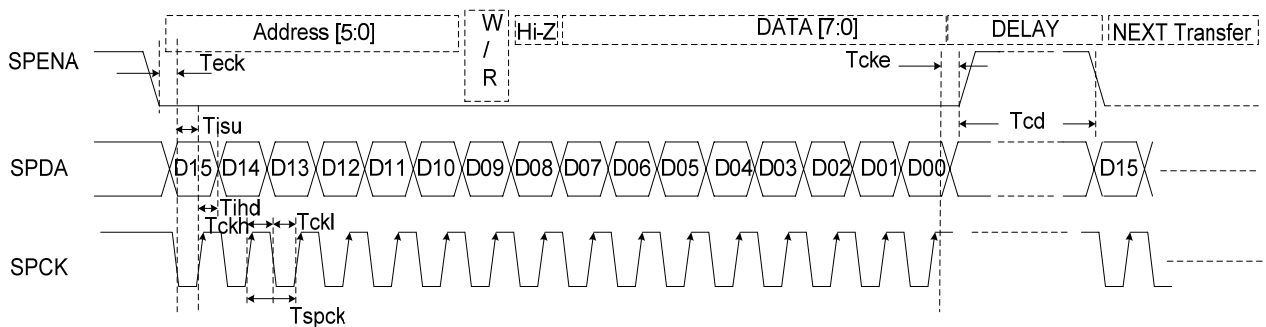 Address [5:0]
W
/
R
Hi-Z
DATA [7:0]
DELAY
NEXT Transfer
SPENA
Teck
Tcke
Tcd
Tisu
SPDA
D15
D14
D13
D12
D11
D10
D09
D08
D07
D06
D05
D04
D03
D02
D01
D00
D15
Tihd
Tckh
Tckl
SPCK
Tspck